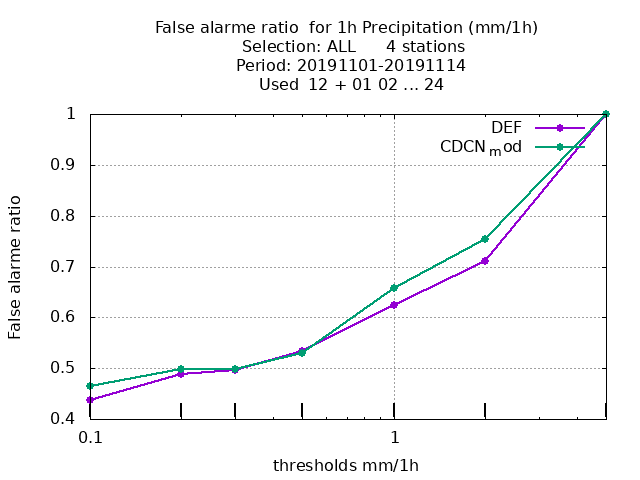 False alarme ratio  for 1h Precipitation (mm/1h)
Selection: ALL      4 stations
Period: 20191101-20191114
Used  12 + 01 02 ... 24
DEF
CDCN_mod
1
0.9
0.8
0.7
0.6
0.5
0.4
False alarme ratio
0.1
1
thresholds mm/1h